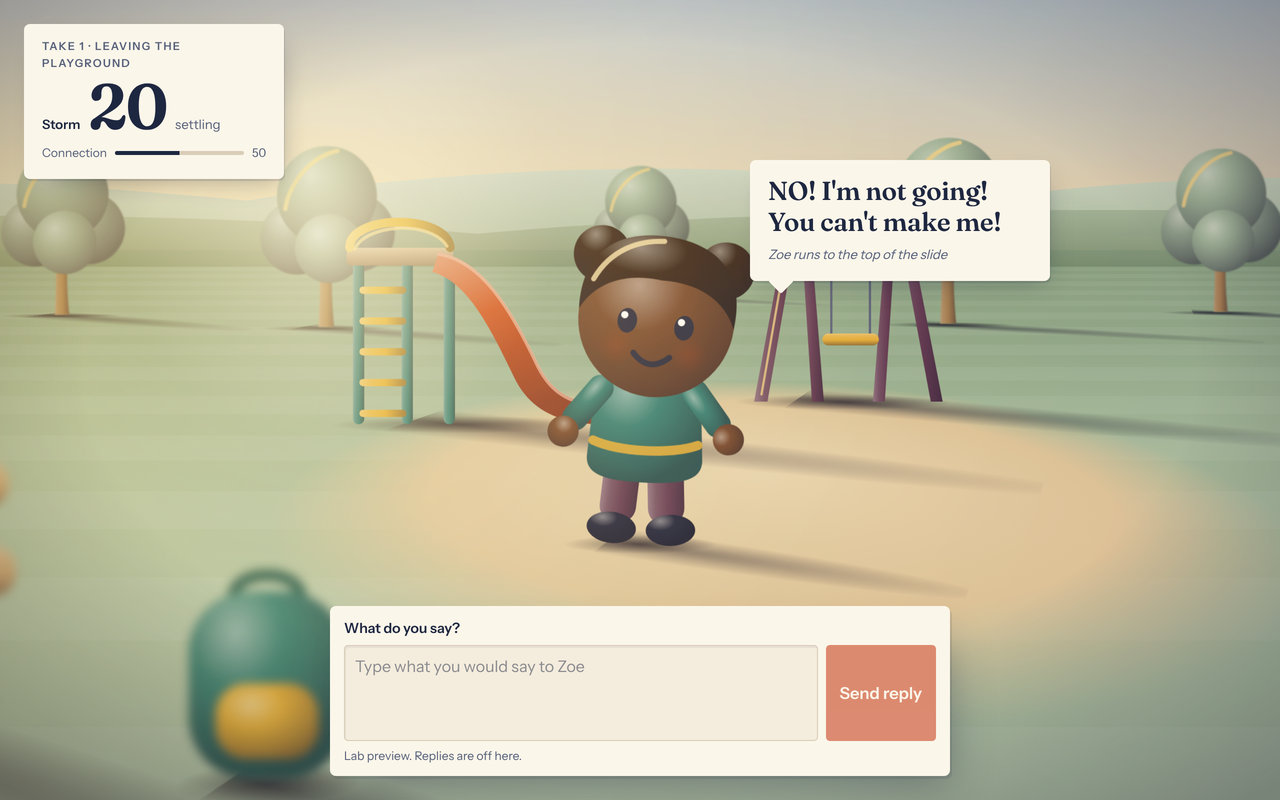 TAKE 1 · LEAVING THE
PLAYGROUND
Storm 20 settling
Connection 50
NO! I'm not going!
You can't make me!
Zoe runs to the top of the slide
What do you say?
Type what you would say to Zoe
Send reply
Lab preview. Replies are off here.